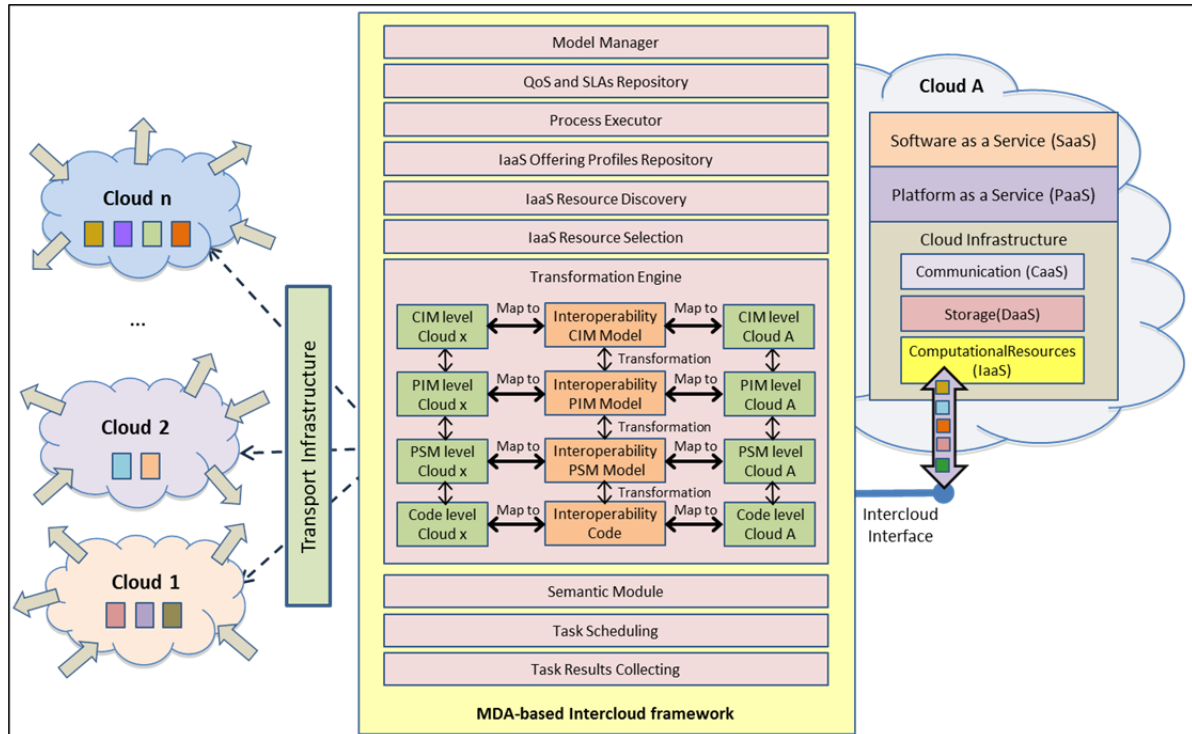 Model Manager
QoS and SLAs Repository
Process Executor
IaaS Offering Profiles Repository
IaaS Resource Discovery
IaaS Resource Selection
Transformation Engine
CIM level
Cloud x
Map to
Interoperability
CIM Model
Map to
CIM level
Cloud A
Transformation
PIM level
Cloud x
Map to
Interoperability
PIM Model
Map to
PIM level
Cloud A
Transformation
PSM level
Cloud x
Map to
Interoperability
PSM Model
Map to
PSM level
Cloud A
Transformation
Code level
Cloud x
Map to
Interoperability
Code
Map to
Code level
Cloud A
Semantic Module
Task Scheduling
Task Results Collecting
MDA-based Intercloud framework
Cloud n
...
Cloud 2
Cloud 1
Transport Infrastructure
Cloud A
Software as a Service (SaaS)
Platform as a Service (PaaS)
Cloud Infrastructure
Communication (CaaS)
Storage(DaaS)
ComputationalResources
(IaaS)
Intercloud
Interface